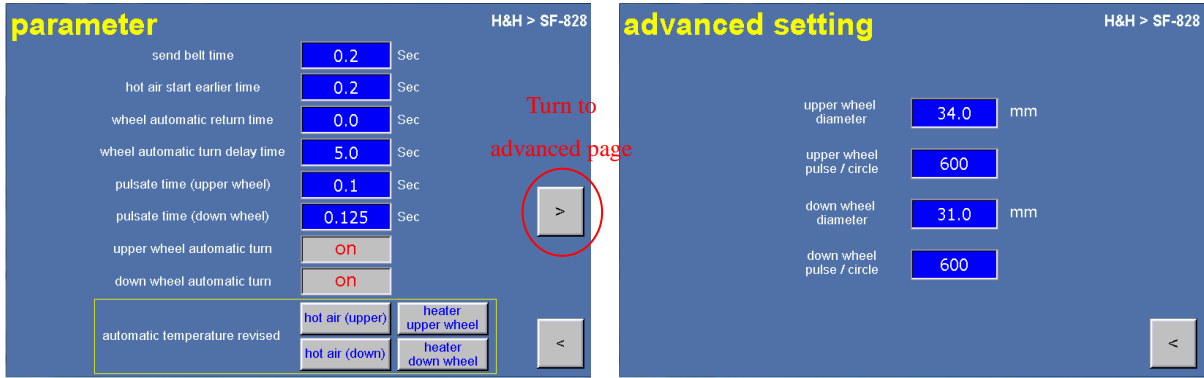 parameter
H&H > SF-828
send belt time 0.2 Sec
hot air start earlier time 0.2 Sec
wheel automatic return time 0.0 Sec
wheel automatic turn delay time 5.0 Sec
pulsate time (upper wheel) 0.1 Sec
pulsate time (down wheel) 0.125 Sec
upper wheel automatic turn on
down wheel automatic turn on
automatic temperature revised
hot air (upper)
heater
upper wheel
hot air (down)
heater
down wheel
>
<
Turn to
advanced page
advanced setting
H&H > SF-828
upper wheel
diameter
34.0 mm
upper wheel
pulse / circle
600
down wheel
diameter
31.0 mm
down wheel
pulse / circle
600
<